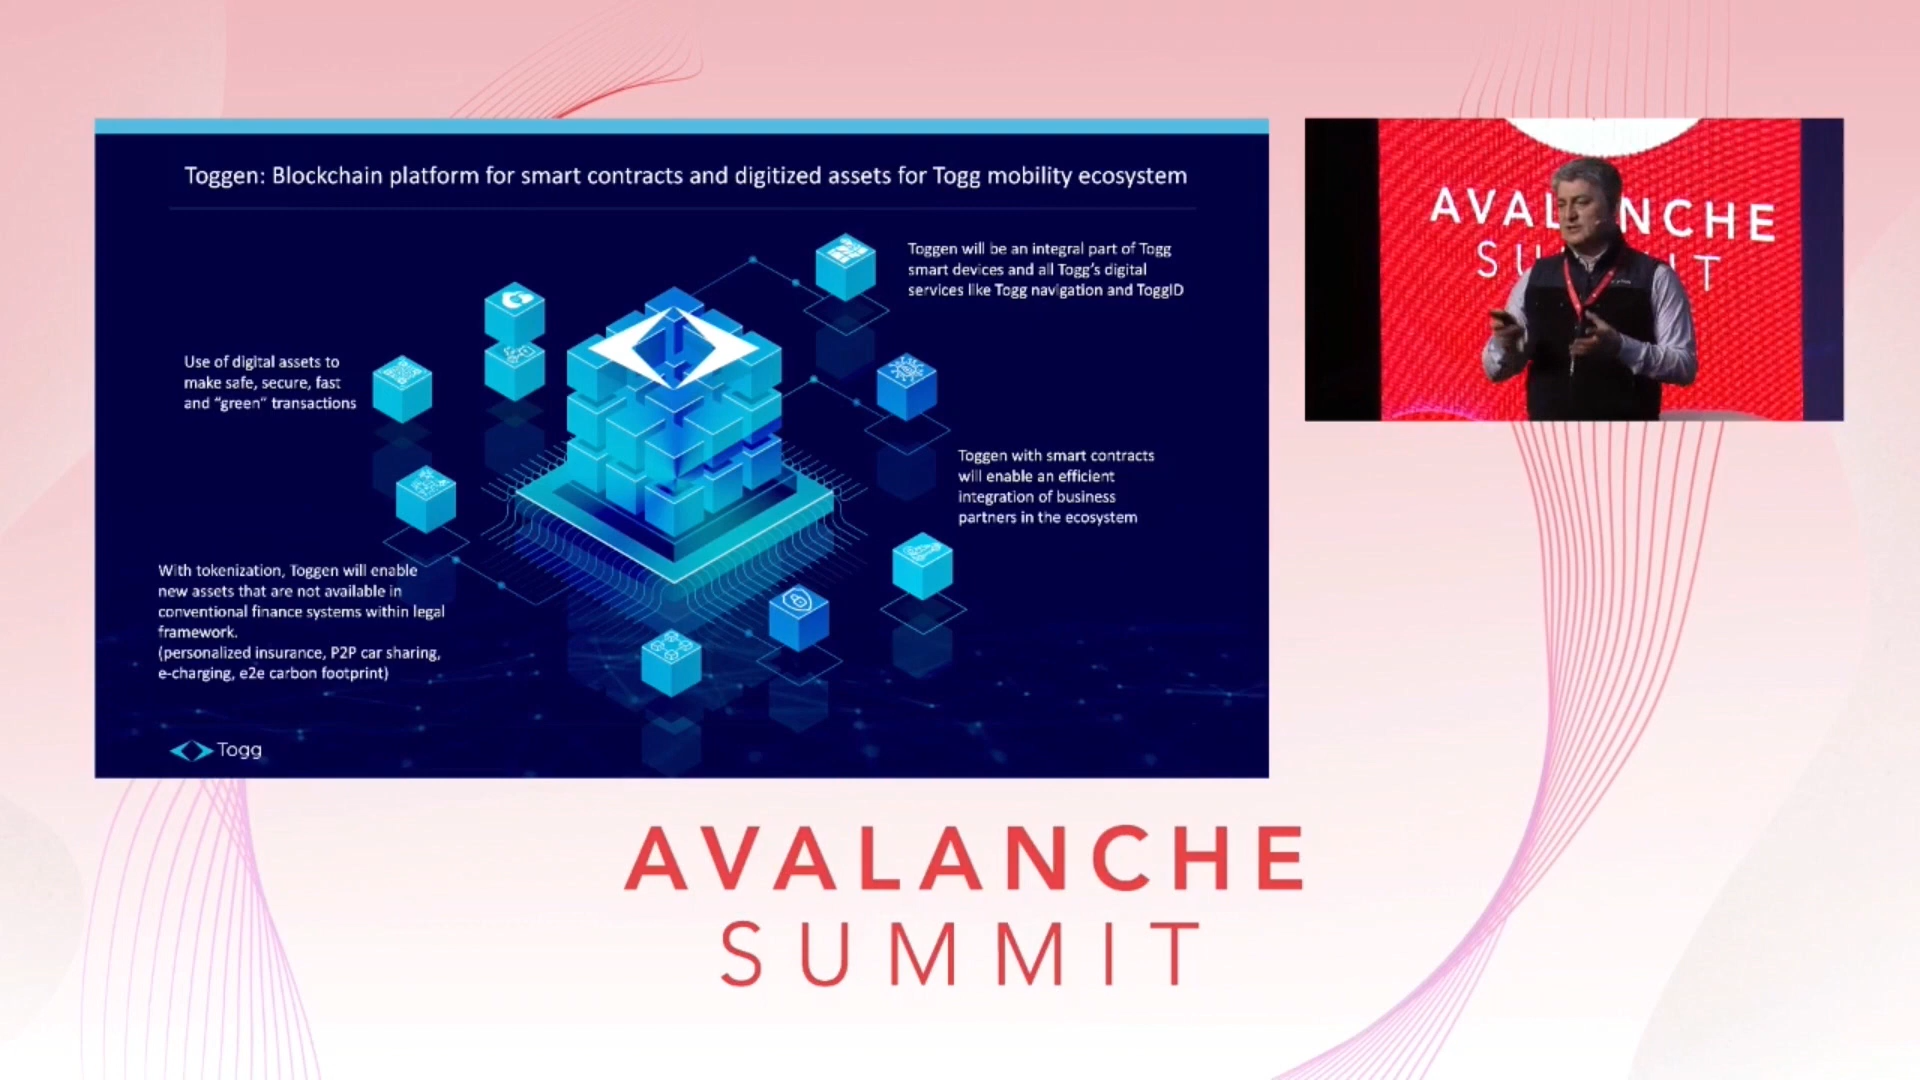 Toggen: Blockchain platform for smart contracts and digitized assets for Togg mobility ecosystem
Toggen will be an integral part of Togg
smart devices and all Togg's digital
services like Togg navigation and ToggID
Use of digital assets to
make safe, secure, fast
and "green" transactions
Toggen with smart contracts
will enable an efficient
integration of business
partners in the ecosystem
With tokenization, Toggen will enable
new assets that are not available in
conventional finance systems within legal
framework.
(personalized insurance, P2P car sharing,
e-charging, e2e carbon footprint)
Togg
AVALANCHE
SUMMIT
AVALANCHE
SUMMIT